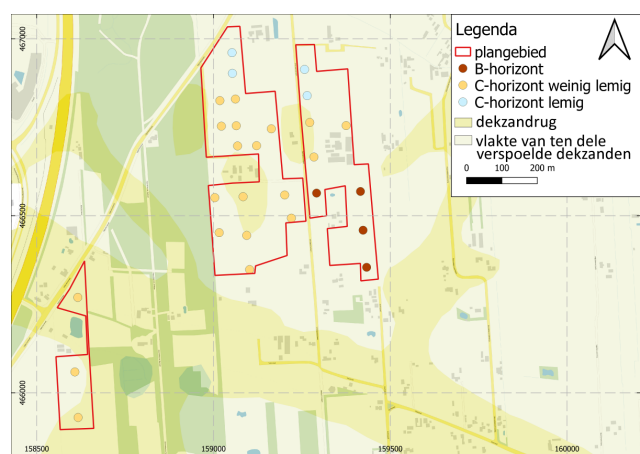 Legenda
plangebied
B-horizont
C-horizont weinig lemig
C-horizont lemig
dekzandrug
vlakte van ten dele
verspoelde dekzanden
0 100 200 m
467000
466500
466000
158500 159000 159500 160000